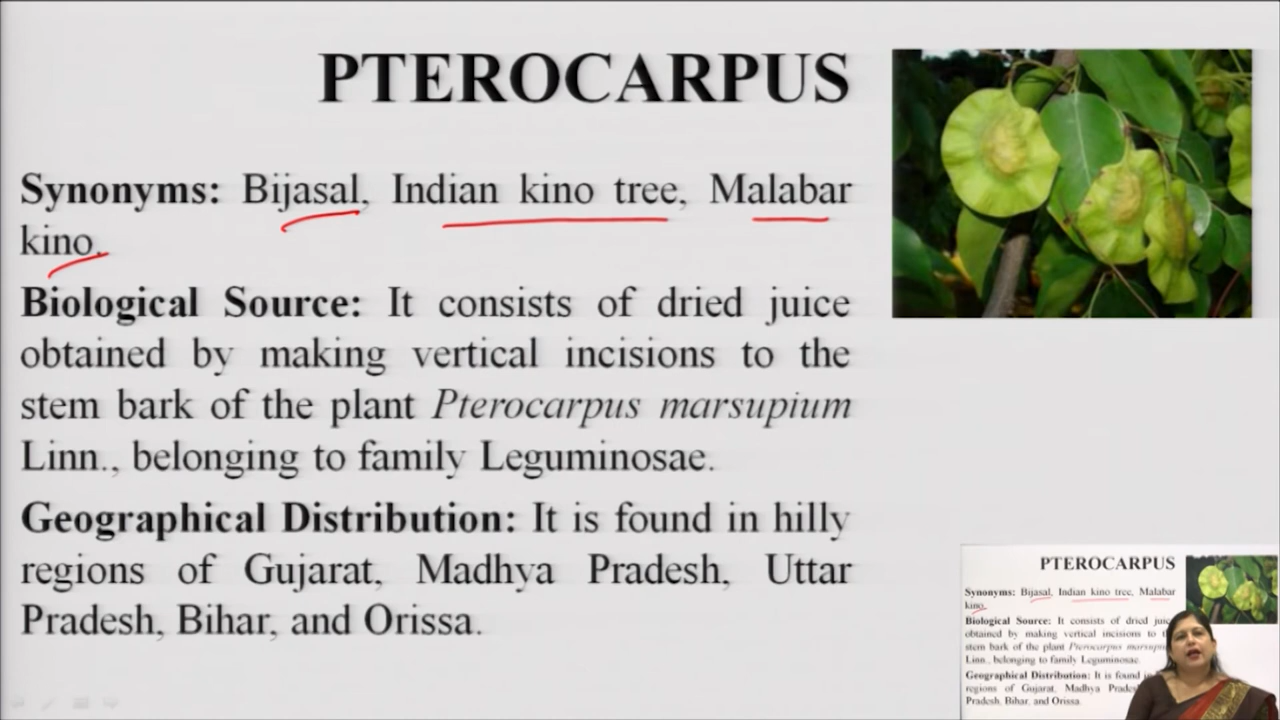 PTEROCARPUS
Synonyms: Bijasal, Indian kino tree, Malabar
kino.
Biological Source: It consists of dried juice
obtained by making vertical incisions to the
stem bark of the plant Pterocarpus marsupium
Linn., belonging to family Leguminosae.
Geographical Distribution: It is found in hilly
regions of Gujarat, Madhya Pradesh, Uttar
Pradesh, Bihar, and Orissa.
PTEROCARPUS
Synonyms: Bijasal, Indian kino tree, Malabar
kino.
Biological Source: It consists of dried
obtained by making vertical incisions to
stem bark of the plant Pterocarpus
Linn., belonging to family Leguminosae.
Geographical Distribution: It is found
regions of Gujarat, Madhya
Pradesh, Bihar, and Orissa.